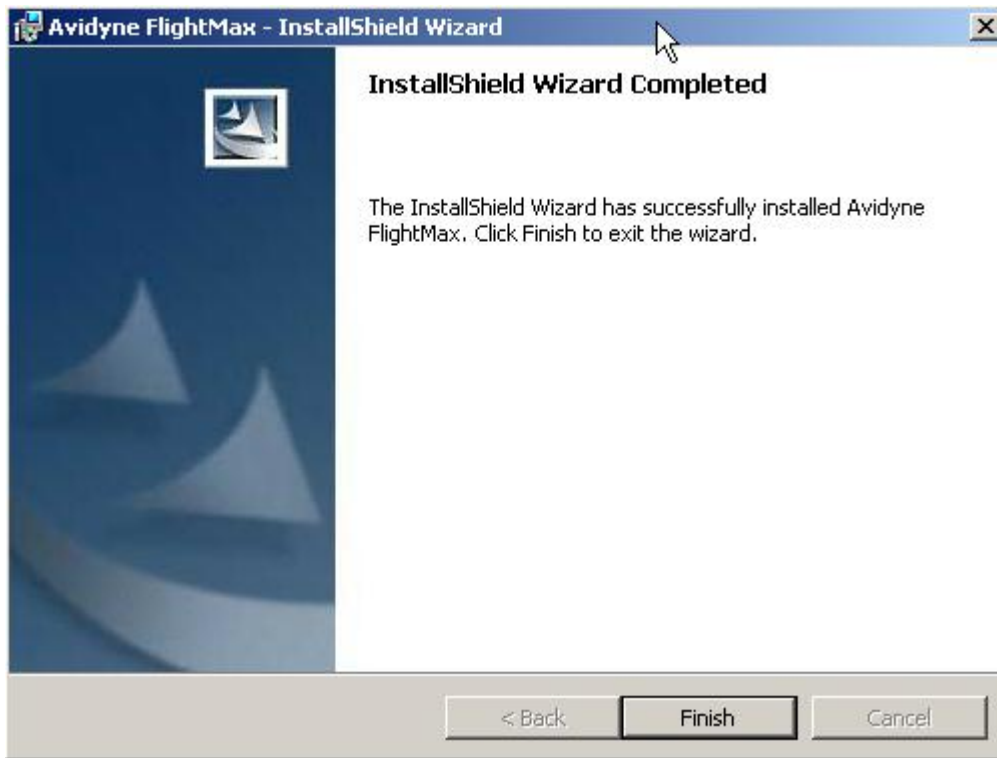 Avidyne FlightMax - InstallShield Wizard
InstallShield Wizard Completed
The InstallShield Wizard has successfully installed Avidyne
FlightMax. Click Finish to exit the wizard.
< Back
Finish
Cancel